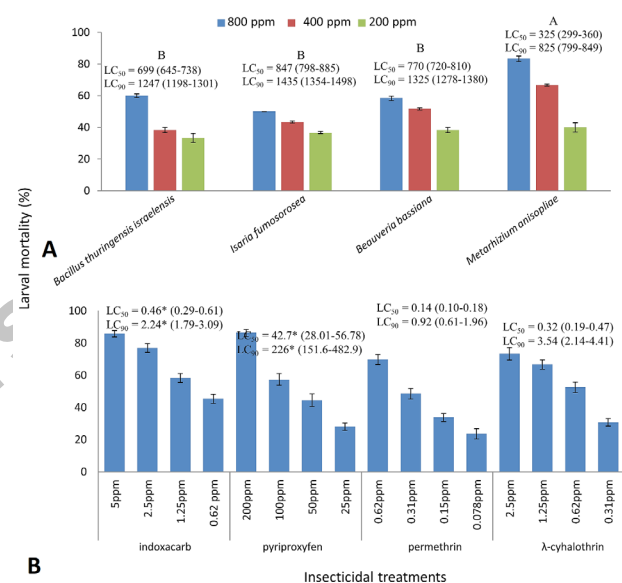 800 ppm 400 ppm 200 ppm
100
80
60
40
20
0
B
LC50 = 699 (645-738)
LC90 = 1247 (1198-1301)
B
LC50 = 847 (798-885)
LC90 = 1435 (1354-1498)
B
LC50 = 770 (720-810)
LC90 = 1325 (1278-1380)
A
LC50 = 325 (299-360)
LC90 = 825 (799-849)
Bacillus thuringensis israelensis
Isaria fumosorosea
Beauveria bassiana
Metarhizium anisopliae
A
Larval mortality (%)
100
80
60
40
20
0
LC50 = 0.46* (0.29-0.61)
LC90 = 2.24* (1.79-3.09)
LC50 = 42.7* (28.01-56.78)
LC90 = 226* (151.6-482.9)
LC50 = 0.14 (0.10-0.18)
LC90 = 0.92 (0.61-1.96)
LC50 = 0.32 (0.19-0.47)
LC90 = 3.54 (2.14-4.41)
5ppm
2.5ppm
1.25ppm
0.62 ppm
200ppm
100ppm
50ppm
25ppm
0.62ppm
0.31ppm
0.15ppm
0.078ppm
2.5ppm
1.25ppm
0.62ppm
0.31ppm
indoxacarb
pyriproxyfen
permethrin
λ-cyhalothrin
B
Insecticidal treatments